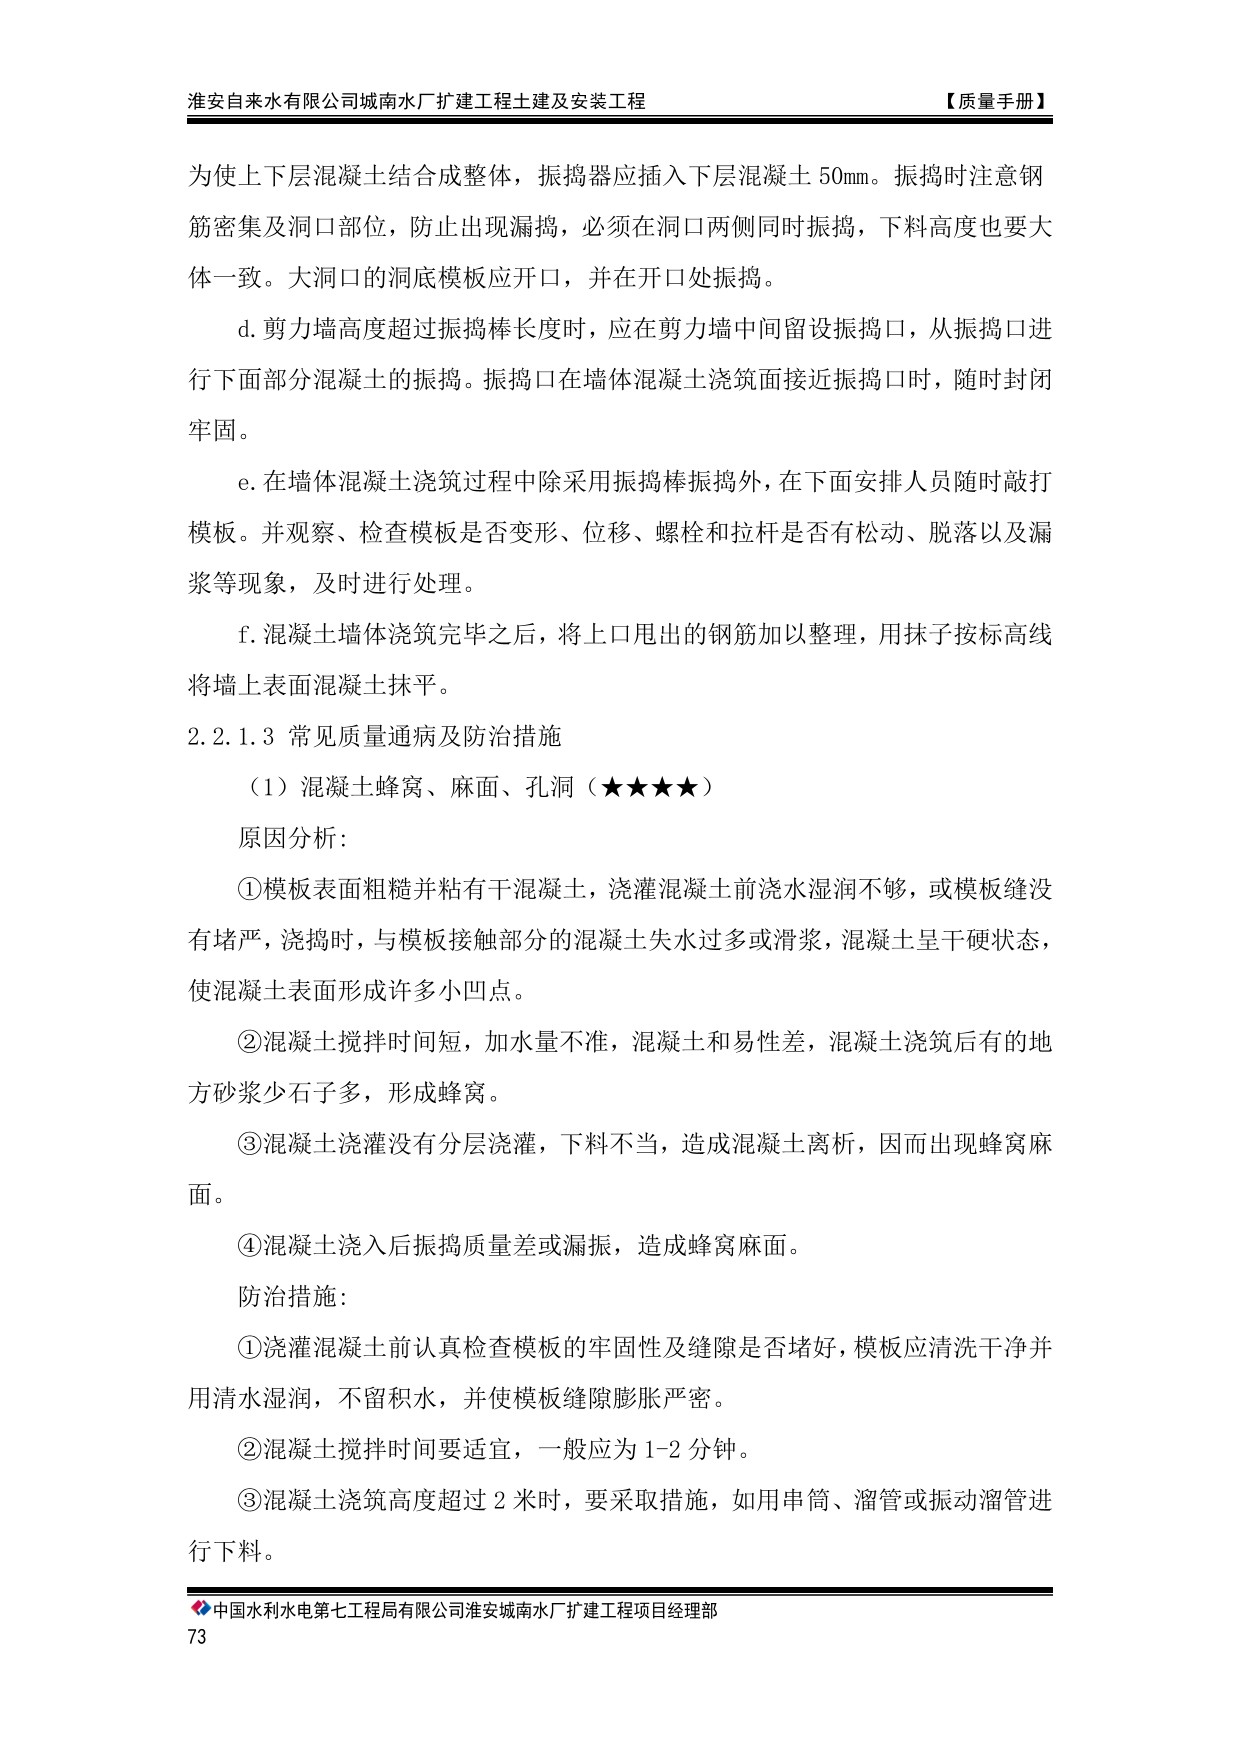 淮安自来水有限公司城南水厂扩建工程土建及安装工程 【质量手册】
为使上下层混凝土结合成整体，振捣器应插入下层混凝土 50mm。振捣时注意钢
筋密集及洞口部位，防止出现漏捣，必须在洞口两侧同时振捣，下料高度也要大
体一致。大洞口的洞底模板应开口，并在开口处振捣。
d.剪力墙高度超过振捣棒长度时，应在剪力墙中间留设振捣口，从振捣口进
行下面部分混凝土的振捣。振捣口在墙体混凝土浇筑面接近振捣口时，随时封闭
牢固。
e.在墙体混凝土浇筑过程中除采用振捣棒振捣外，在下面安排人员随时敲打
模板。并观察、检查模板是否变形、位移、螺栓和拉杆是否有松动、脱落以及漏
浆等现象，及时进行处理。
f.混凝土墙体浇筑完毕之后，将上口甩出的钢筋加以整理，用抹子按标高线
将墙上表面混凝土抹平。
2.2.1.3 常见质量通病及防治措施
（1）混凝土蜂窝、麻面、孔洞（★★★★）
原因分析：
①模板表面粗糙并粘有干混凝土，浇灌混凝土前浇水湿润不够，或模板缝没
有堵严，浇捣时，与模板接触部分的混凝土失水过多或滑浆，混凝土呈干硬状态，
使混凝土表面形成许多小凹点。
②混凝土搅拌时间短，加水量不准，混凝土和易性差，混凝土浇筑后有的地
方砂浆少石子多，形成蜂窝。
③混凝土浇灌没有分层浇灌，下料不当，造成混凝土离析，因而出现蜂窝麻
面。
④混凝土浇入后振捣质量差或漏振，造成蜂窝麻面。
防治措施：
①浇灌混凝土前认真检查模板的牢固性及缝隙是否堵好，模板应清洗干净并
用清水湿润，不留积水，并使模板缝隙膨胀严密。
②混凝土搅拌时间要适宜，一般应为 1-2 分钟。
③混凝土浇筑高度超过 2 米时，要采取措施，如用串筒、溜管或振动溜管进
行下料。
中国水利水电第七工程局有限公司淮安城南水厂扩建工程项目经理部
73